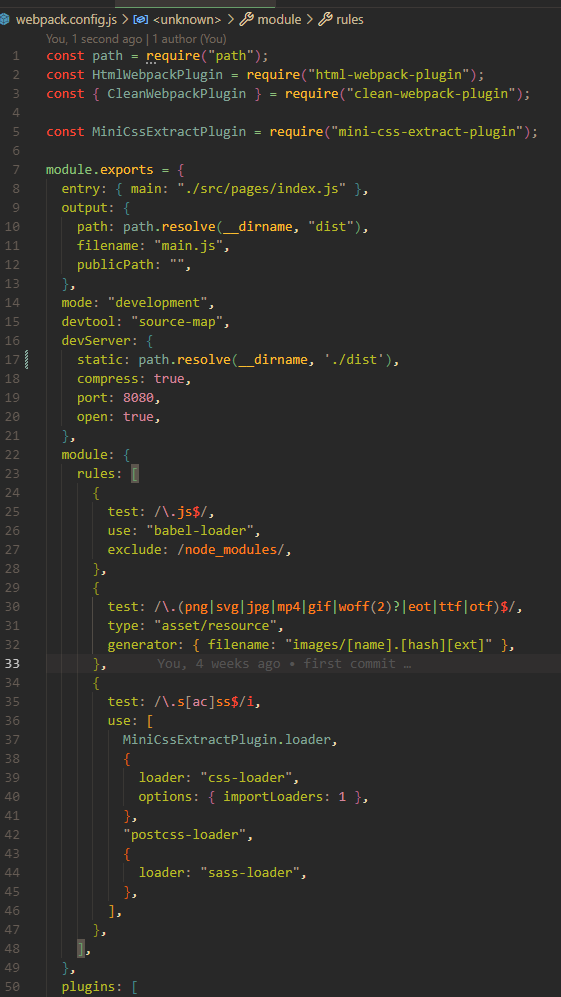 webpack.config.js > <unknown> > module > rules
You, 1 second ago | 1 author (You)
1 const path = require("path");
2 const HtmlWebpackPlugin = require("html-webpack-plugin");
3 const { CleanWebpackPlugin } = require("clean-webpack-plugin");
4
5 const MiniCssExtractPlugin = require("mini-css-extract-plugin");
6
7 module.exports = {
8 entry: { main: "./src/pages/index.js" },
9 output: {
10 path: path.resolve(__dirname, "dist"),
11 filename: "main.js",
12 publicPath: "",
13 },
14 mode: "development",
15 devtool: "source-map",
16 devServer: {
17 static: path.resolve(__dirname, './dist'),
18 compress: true,
19 port: 8080,
20 open: true,
21 },
22 module: {
23 rules: [
24 {
25 test: /\.js$/,
26 use: "babel-loader",
27 exclude: /node_modules/,
28 },
29 {
30 test: /\.(png|svg|jpg|mp4|gif|woff(2)?|eot|ttf|otf)$/,
31 type: "asset/resource",
32 generator: { filename: "images/[name].[hash][ext]" },
33 }, You, 4 weeks ago • first commit …
34 {
35 test: /\.s[ac]ss$/i,
36 use: [
37 MiniCssExtractPlugin.loader,
38 {
39 loader: "css-loader",
40 options: { importLoaders: 1 },
41 },
42 "postcss-loader",
43 {
44 loader: "sass-loader",
45 },
46 ],
47 },
48 ],
49 },
50 plugins: [